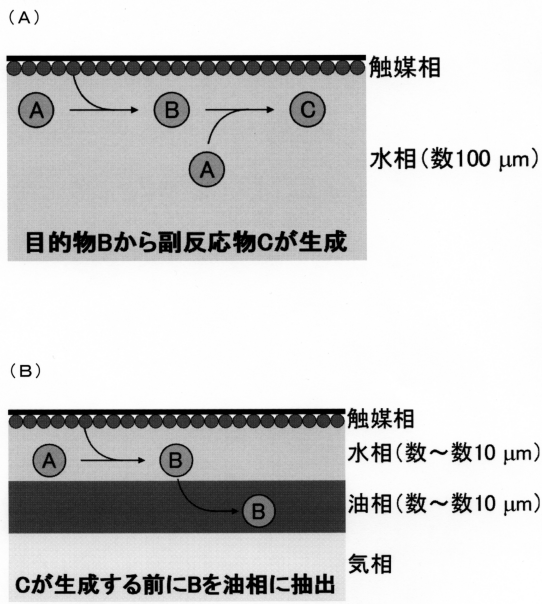 (A)
触媒相
A B C
A
水相(数100 μm)
目的物Bから副反応物Cが生成
(B)
触媒相
A B
水相(数～数10 μm)
B
油相(数～数10 μm)
気相
Cが生成する前にBを油相に抽出